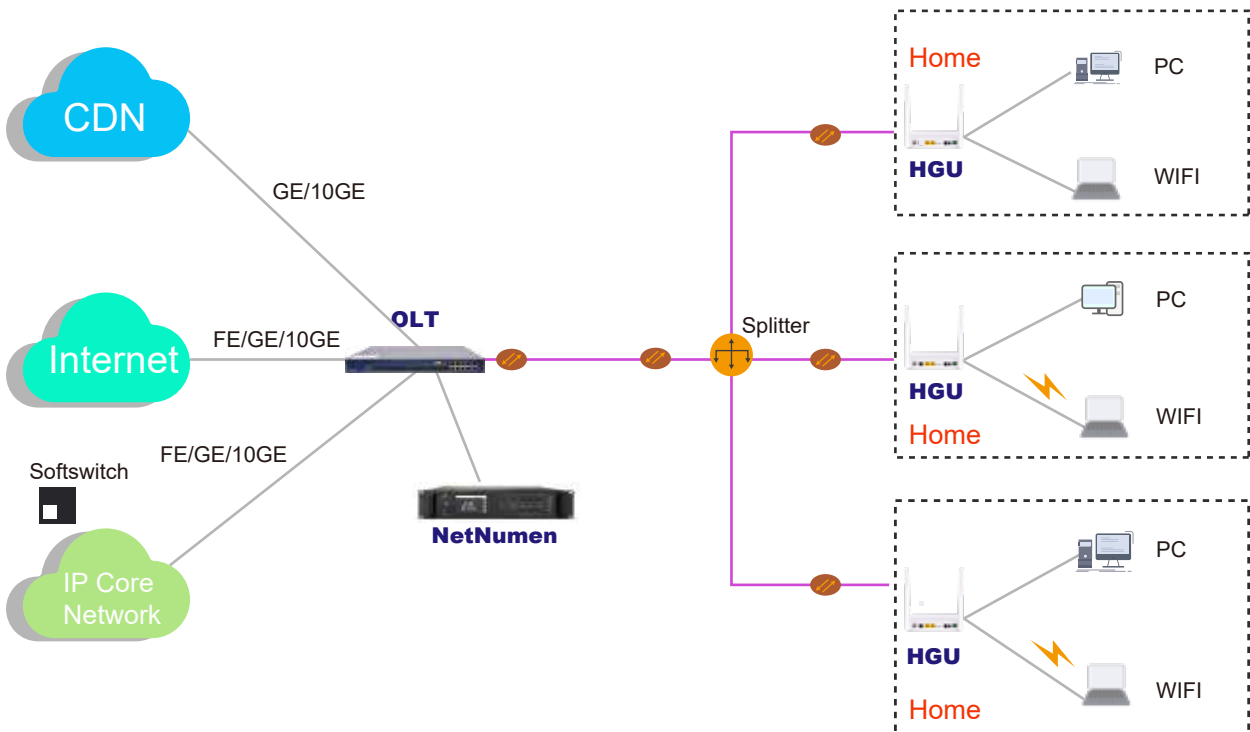 CDN
GE/10GE
Internet
FE/GE/10GE
OLT
FE/GE/10GE
Softswitch
IP Core
Network
NetNumen
Splitter
Home
HGU
PC
WIFI
HGU
Home
PC
WIFI
HGU
Home
PC
WIFI